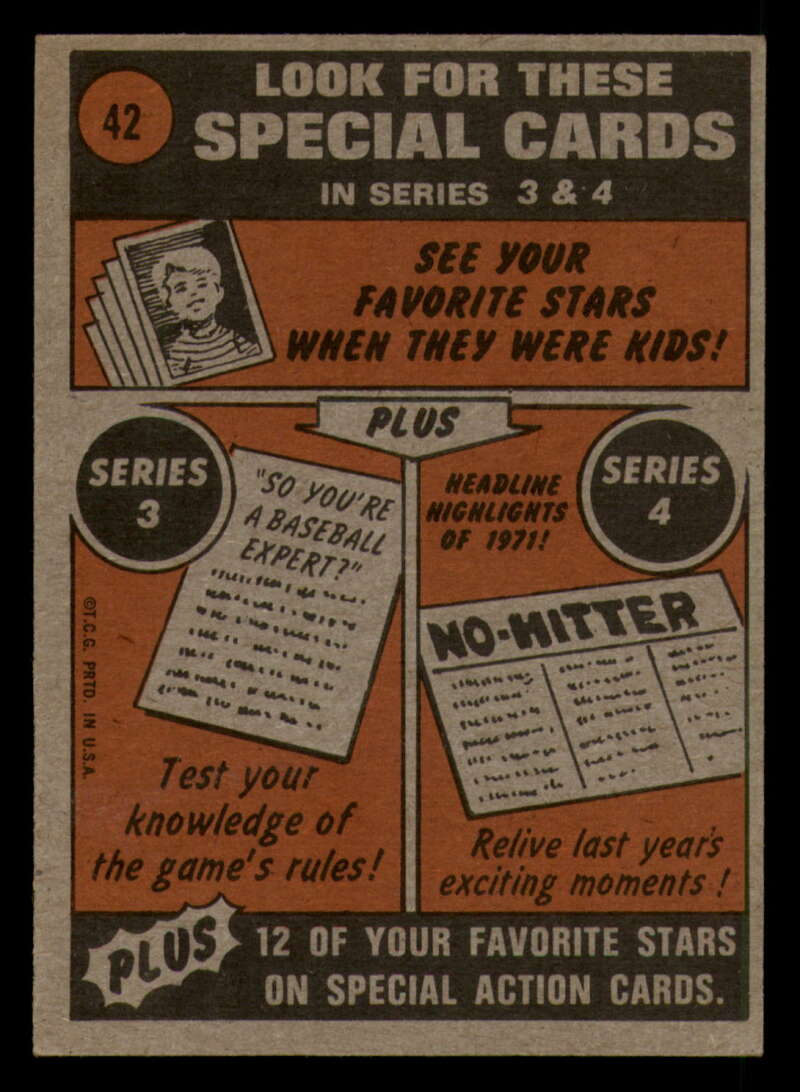 42
LOOK FOR THESE
SPECIAL CARDS
IN SERIES 3 & 4
SEE YOUR
FAVORITE STARS
WHEN THEY WERE KIDS!
PLUS
SERIES
3
"SO YOU'RE
A BASEBALL
EXPERT?"
Test your
knowledge of
the game's rules!
HEADLINE
HIGHLIGHTS
OF 1971!
SERIES
4
NO-HITTER
Relive last year's
exciting moments!
©T.C.G. PRTD. IN U.S.A.
PLUS
12 OF YOUR FAVORITE STARS
ON SPECIAL ACTION CARDS.